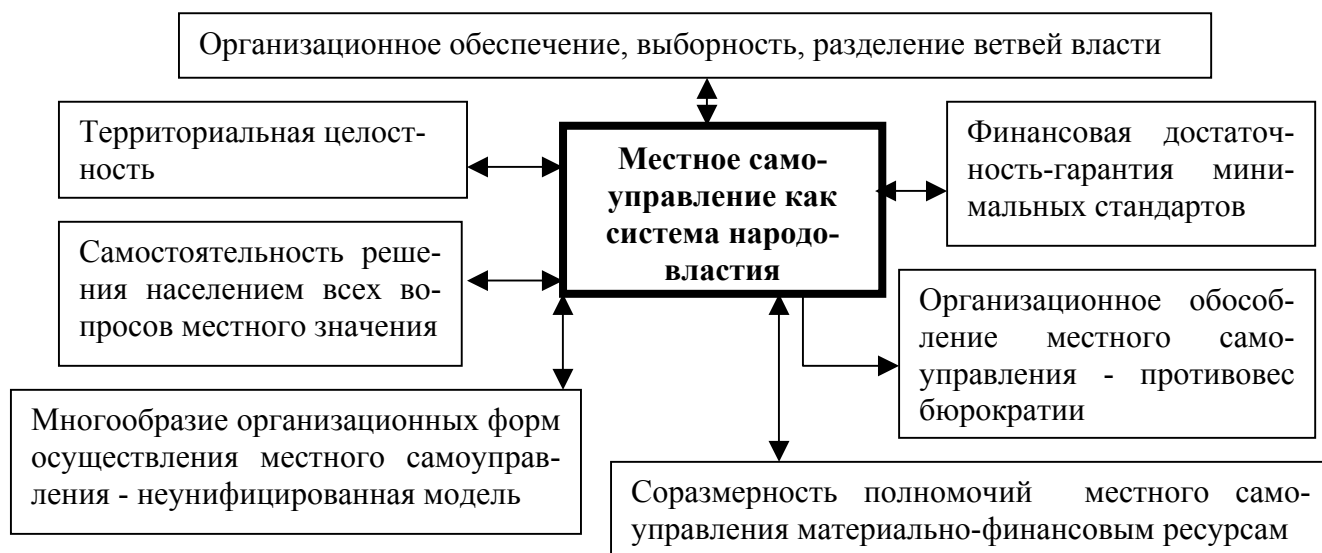 Организационное обеспечение, выборность, разделение ветвей власти
Территориальная целост-
ность
Местное само-
управление как
система народо-
властия
Финансовая достаточ-
ность-гарантия мини-
мальных стандартов
Самостоятельность реше-
ния населением всех во-
просов местного значения
Организационное обособ-
ление местного само-
управления - противовес
бюрократии
Многообразие организационных форм
осуществления местного самоуправ-
ления - неунифицированная модель
Соразмерность полномочий местного само-
управления материально-финансовым ресурсам